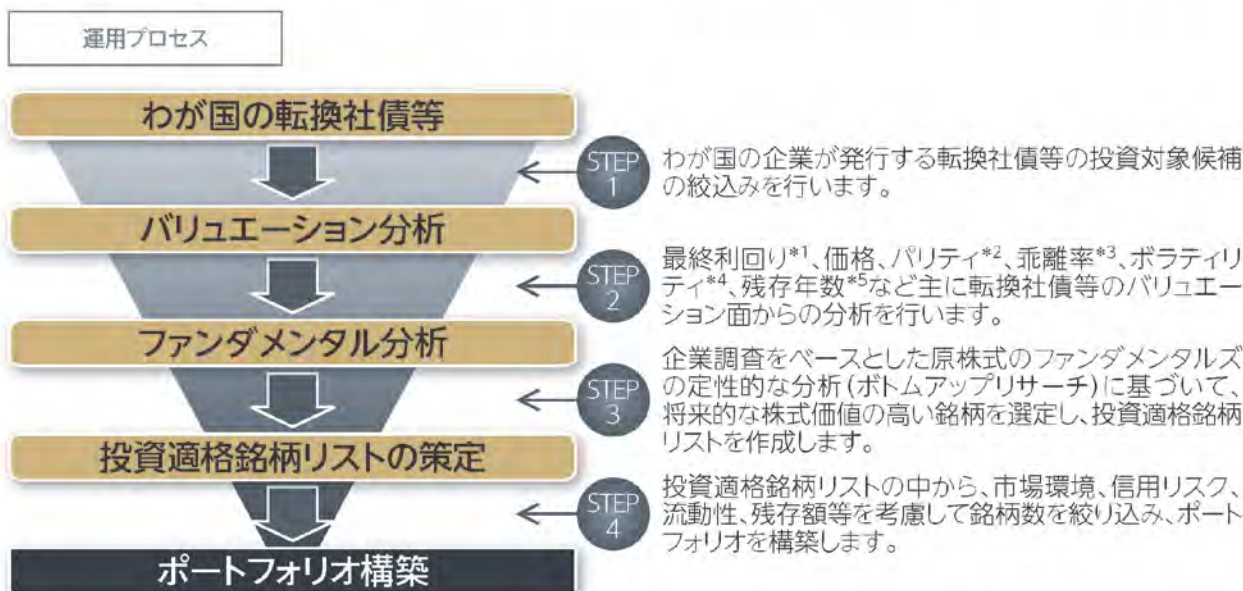 運用プロセス
わが国の転換社債等
STEP
1
わが国の企業が発行する転換社債等の投資対象候補
の絞込みを行います。
バリュエーション分析
STEP
2
最終利回り*1、価格、パリティ*2、乖離率*3、ボラティリ
ティ*4、残存年数*5など主に転換社債等のバリュエー
ション面からの分析を行います。
ファンダメンタル分析
STEP
3
企業調査をベースとした原株式のファンダメンタルズ
の定性的な分析(ボトムアップリサーチ)に基づいて、
将来的な株式価値の高い銘柄を選定し、投資適格銘柄
リストを作成します。
投資適格銘柄リストの策定
STEP
4
投資適格銘柄リストの中から、市場環境、信用リスク、
流動性、残存額等を考慮して銘柄数を絞り込み、ポート
フォリオを構築します。
ポートフォリオ構築